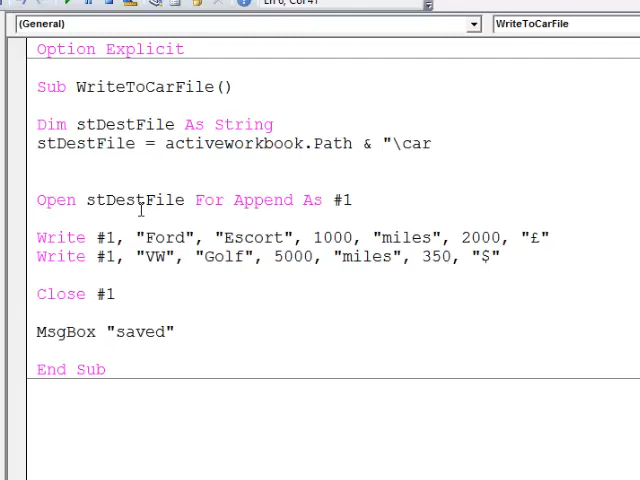 Ln6, Col41
(General) WriteToCarFile
Option Explicit
Sub WriteToCarFile()
Dim stDestFile As String
stDestFile = activeworkbook.Path & "\car
Open stDestFile For Append As #1
Write #1, "Ford", "Escort", 1000, "miles", 2000, "£"
Write #1, "VW", "Golf", 5000, "miles", 350, "$"
Close #1
MsgBox "saved"
End Sub